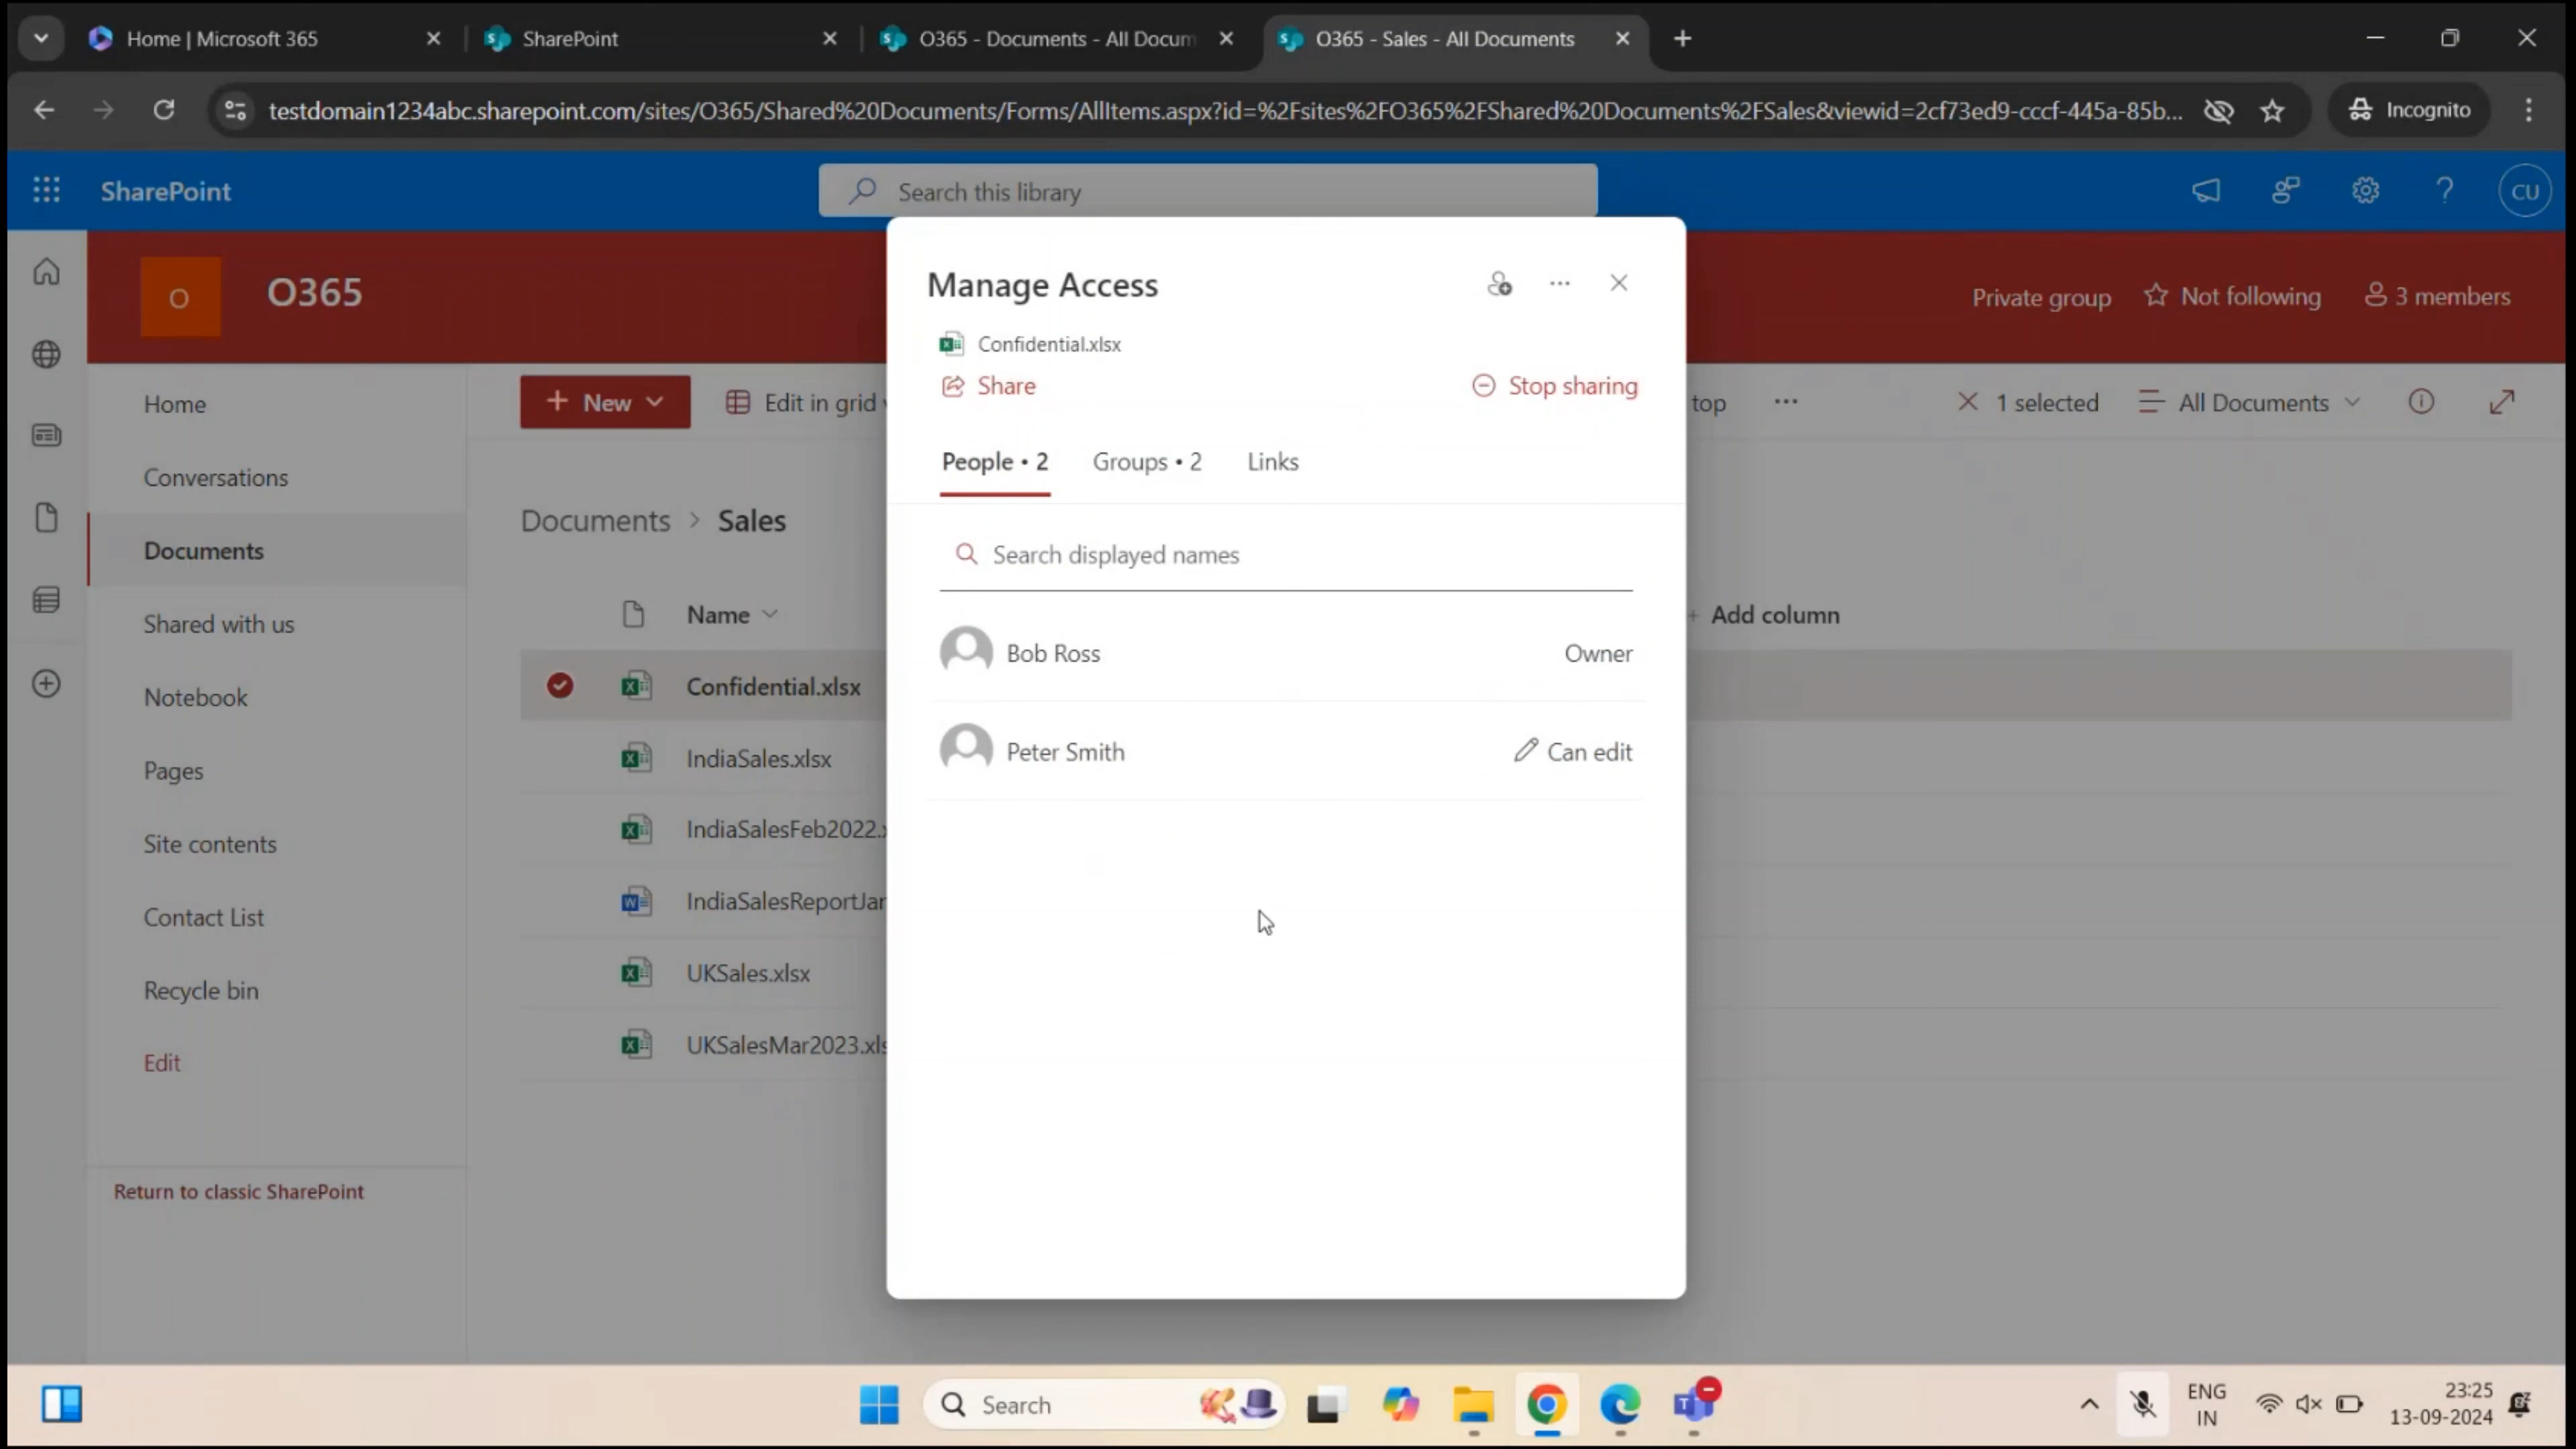 Home | Microsoft 365
SharePoint
O365 - Documents - All Docum
O365 - Sales - All Documents
testdomain1234abc.sharepoint.com/sites/O365/Shared%20Documents/Forms/AllItems.aspx?id=%2Fsites%2FO365%2FShared%20Documents%2FSales&viewid=2cf73ed9-cccf-445a-85b...
Incognito
SharePoint
Search this library
CU
O
O365
Private group
Not following
3 members
Home
Conversations
Documents
Shared with us
Notebook
Pages
Site contents
Contact List
Recycle bin
Edit
Return to classic SharePoint
+ New
Edit in grid
top
...
1 selected
All Documents
Documents > Sales
Name
+ Add column
Confidential.xlsx
IndiaSales.xlsx
IndiaSalesFeb2022.x
IndiaSalesReportJar
UKSales.xlsx
UKSalesMar2023.xls
Manage Access
Confidential.xlsx
Share
Stop sharing
People • 2
Groups • 2
Links
Search displayed names
Bob Ross
Owner
Peter Smith
Can edit
Search
ENG
IN
23:25
13-09-2024